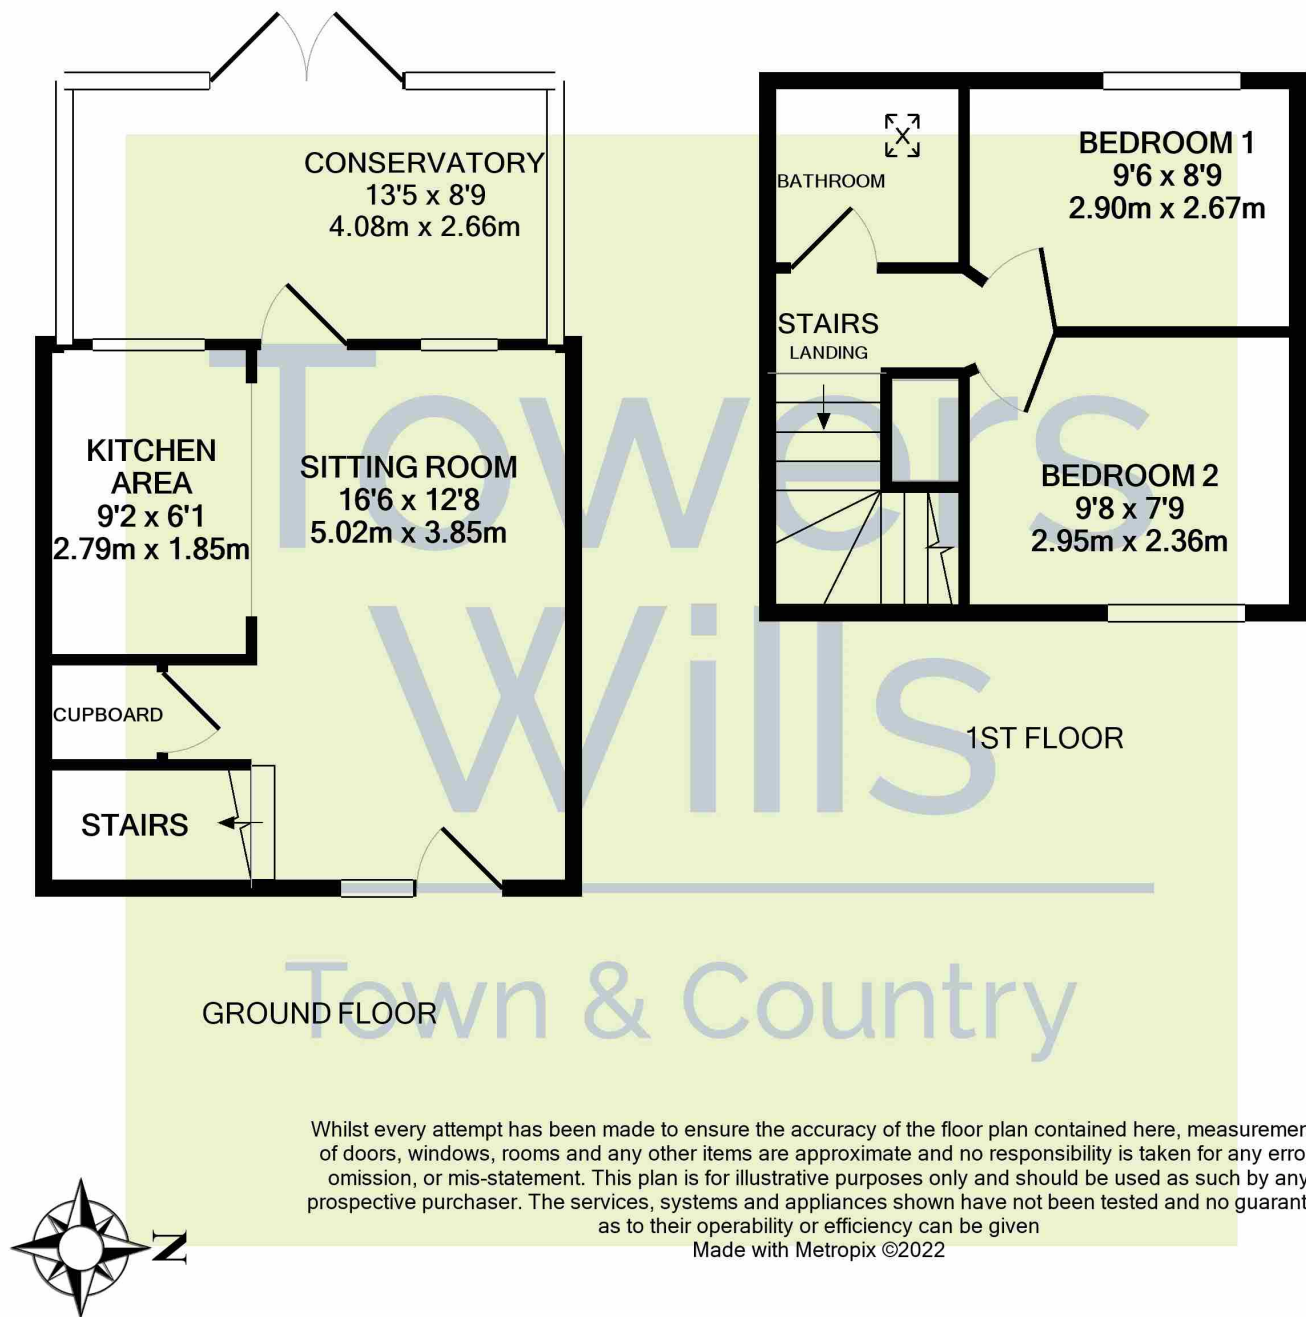 CONSERVATORY
13'5 x 8'9
4.08m x 2.66m
KITCHEN
AREA
9'2 x 6'1
2.79m x 1.85m
SITTING ROOM
16'6 x 12'8
5.02m x 3.85m
CUPBOARD
STAIRS
GROUND FLOOR
BATHROOM
X
BEDROOM 1
9'6 x 8'9
2.90m x 2.67m
STAIRS
LANDING
BEDROOM 2
9'8 x 7'9
2.95m x 2.36m
1ST FLOOR
Towers
Wills
Town & Country
Whilst every attempt has been made to ensure the accuracy of the floor plan contained here, measuremen
of doors, windows, rooms and any other items are approximate and no responsibility is taken for any erro
omission, or mis-statement. This plan is for illustrative purposes only and should be used as such by any
prospective purchaser. The services, systems and appliances shown have not been tested and no guarant
as to their operability or efficiency can be given
Made with Metropix ©2022
N